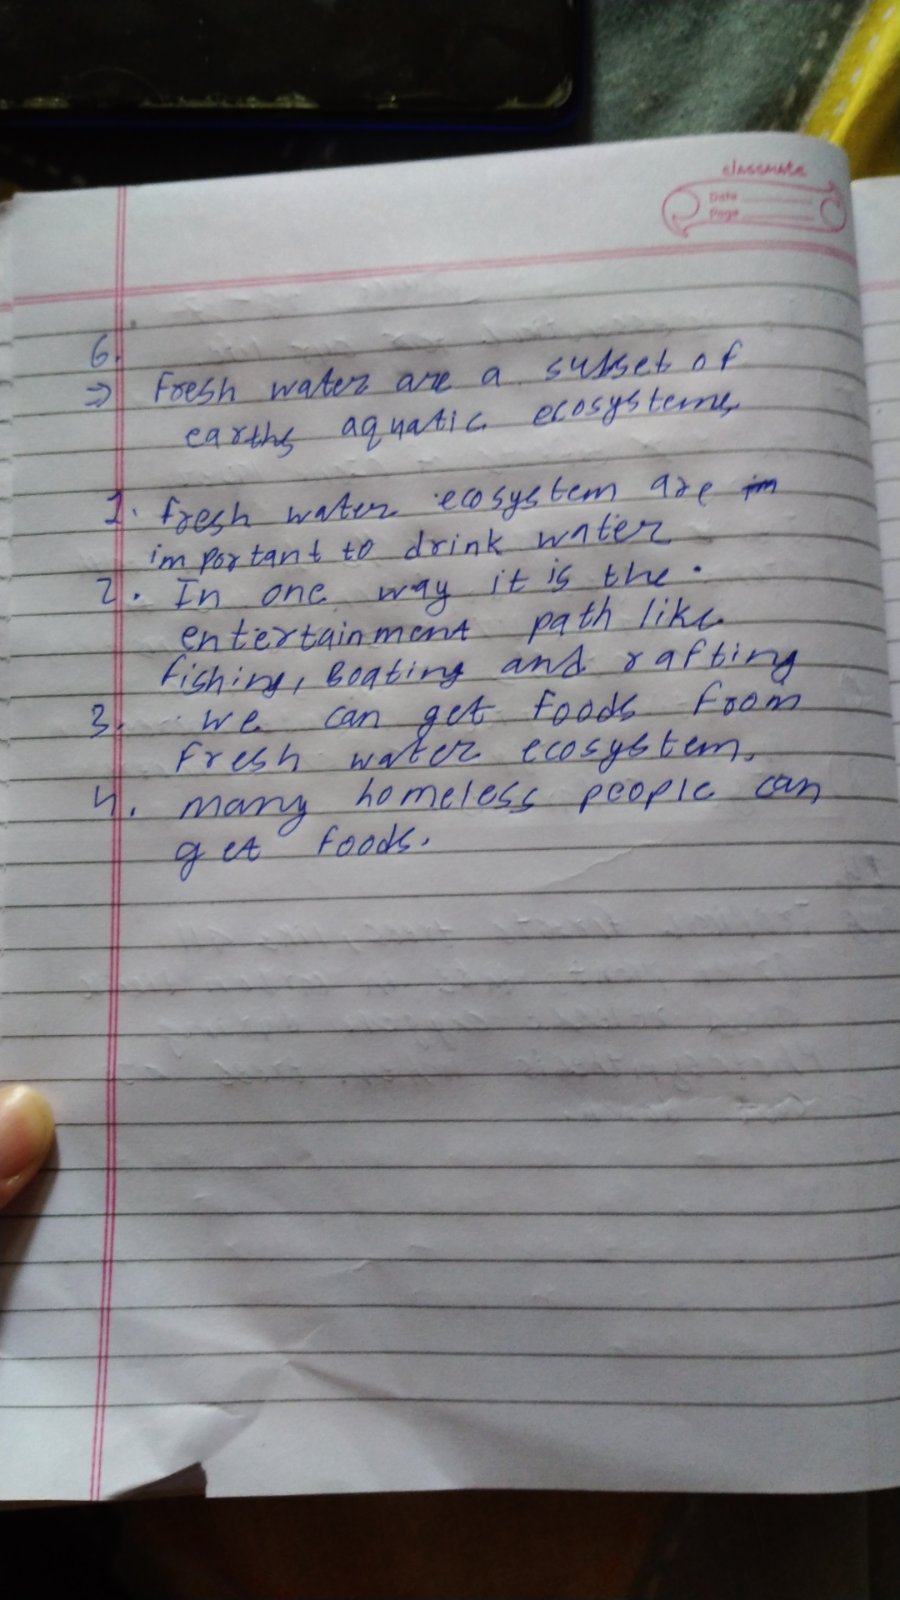 classmate
Date
Page
6.
⇒ Fresh water are a subset of
earths aquatic ecosystems
1. fresh water ecosystem are im
important to drink water
2. In one way it is the
entertainment path like
fishing, Boating and rafting
3. we can get foods from
fresh water ecosystem.
4. many homeless people can
get foods.